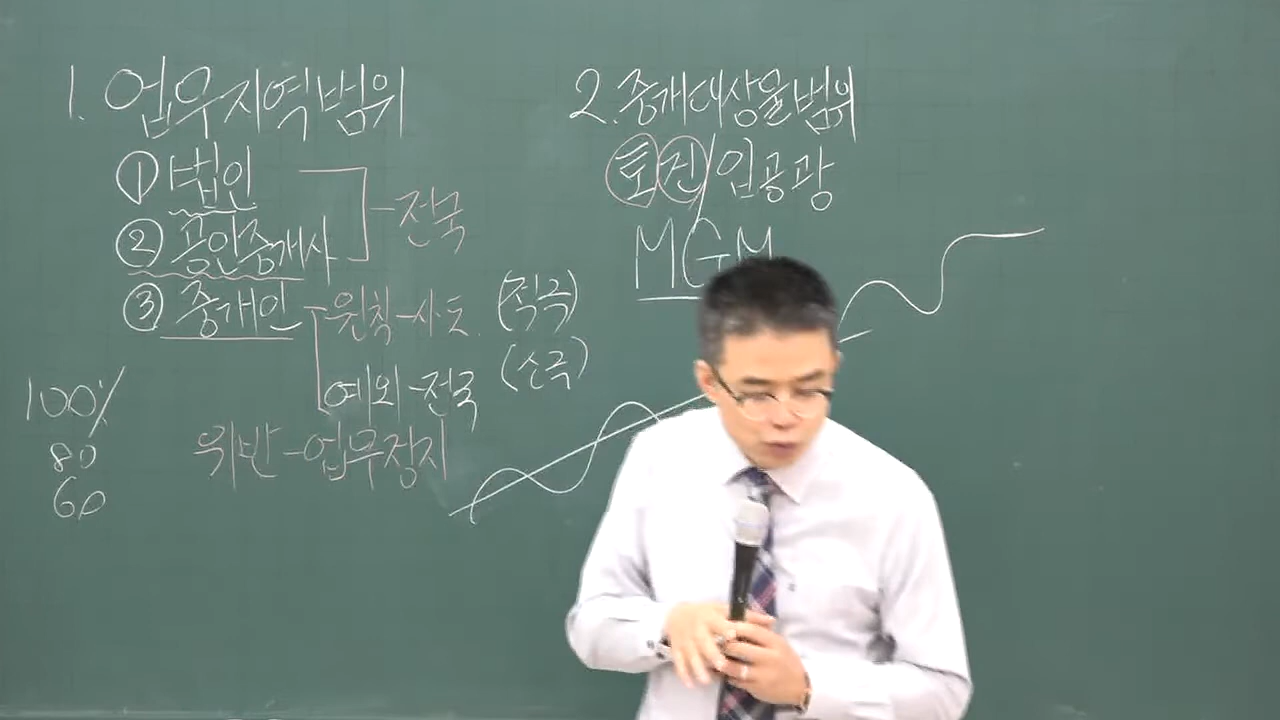 1. 업무지역범위
① 법인
② 공인중개사
전국
③ 중개인 - 원칙-사도 (적극)
예외-전국 (소극)
위반-업무정지
100%
80
60
2. 중개대상물범위
토건/입공광
MGM